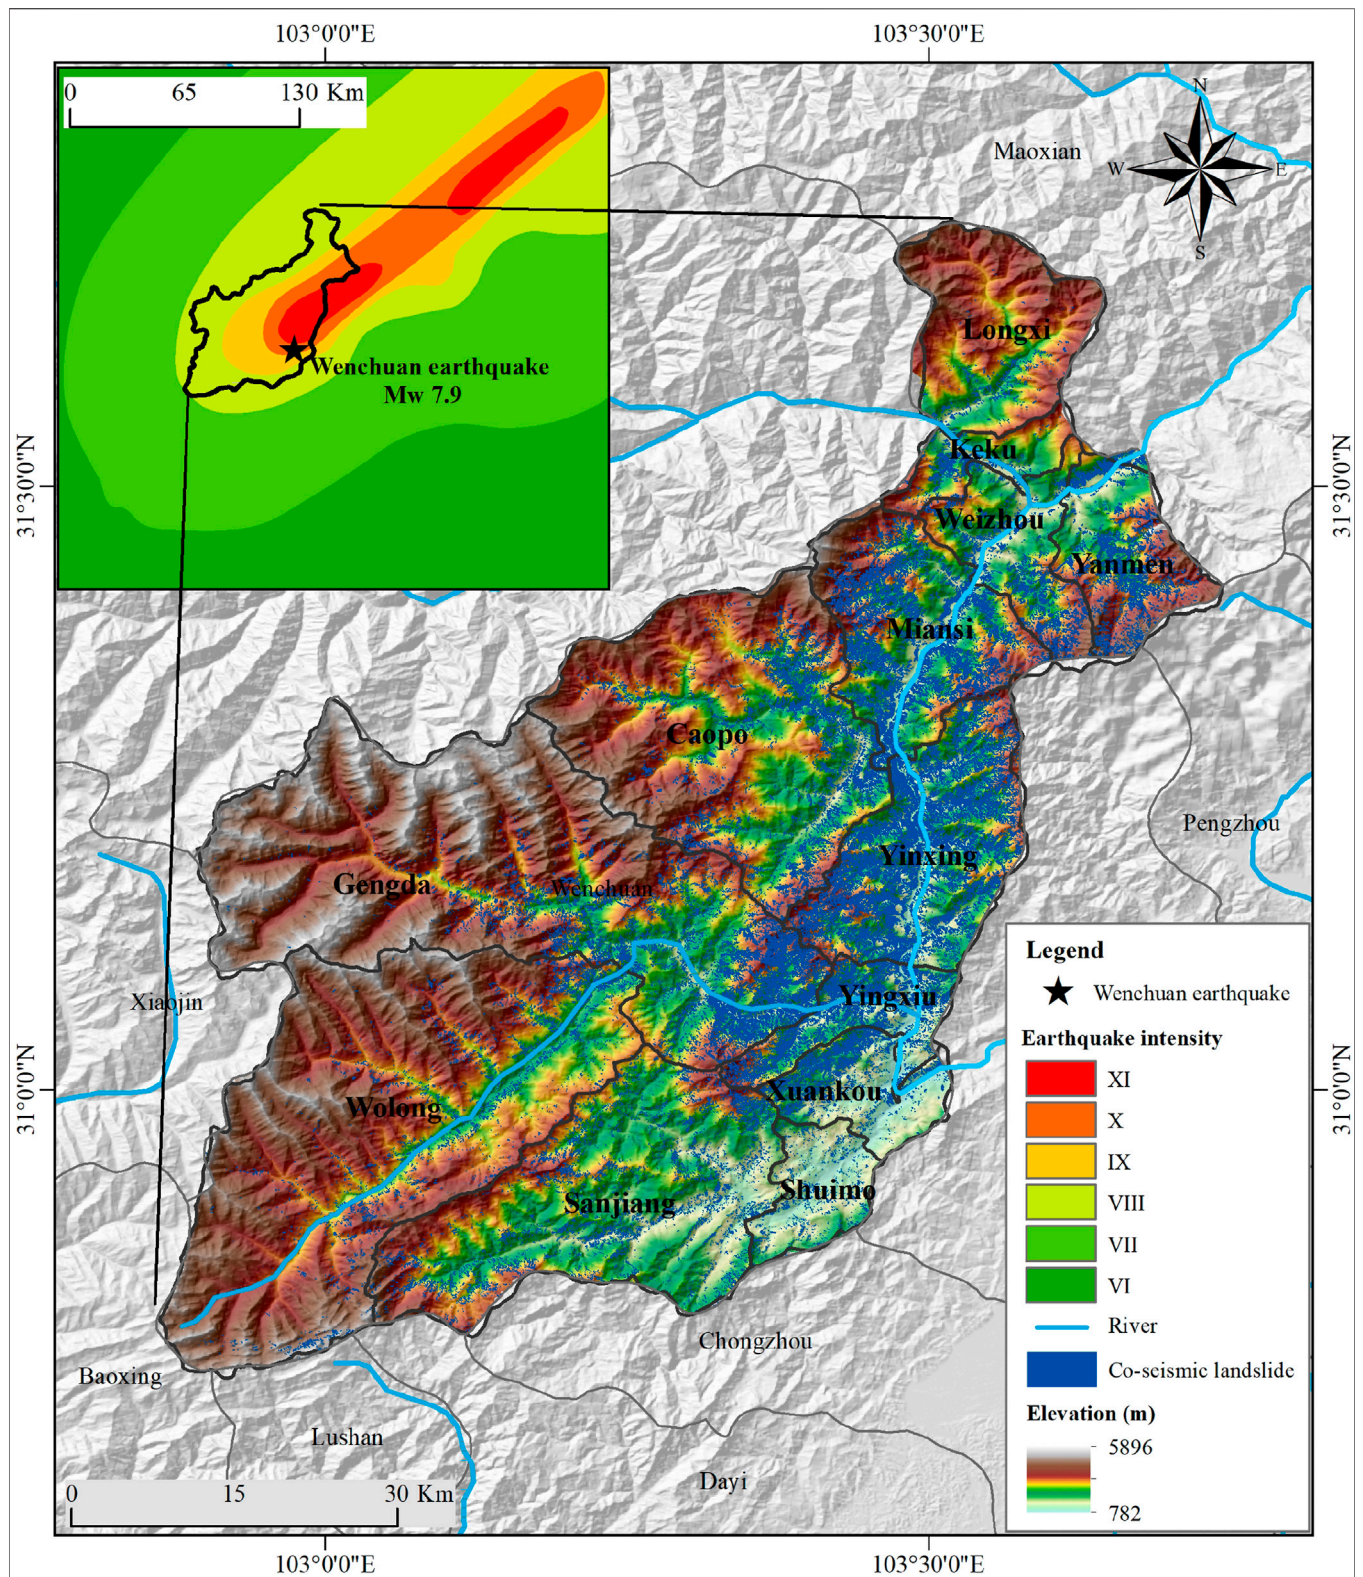 103°0'0"E
103°30'0"E
0 65 130 Km
N
W
E
S
Maoxian
Wenchuan earthquake
Mw 7.9
Longxi
Keku
31°30'0"N
31°30'0"N
Weizhou
Yanmen
Miansi
Caopo
Pengzhou
Yinxing
Gengda
Wenchuan
Xiaojin
Yingxiu
31°0'0"N
31°0'0"N
Xuankou
Wolong
Shuimo
Sanjiang
Chongzhou
Baoxing
Lushan
Dayi
Legend
Wenchuan earthquake
Earthquake intensity
XI
X
IX
VIII
VII
VI
River
Co-seismic landslide
Elevation (m)
5896
782
0 15 30 Km
103°0'0"E
103°30'0"E